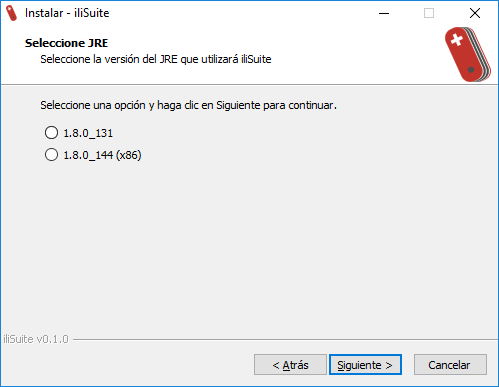 Instalar - iliSuite
Seleccione JRE
Seleccione la versión del JRE que utilizará iliSuite
Seleccione una opción y haga clic en Siguiente para continuar.
1.8.0_131
1.8.0_144 (x86)
iliSuite v0.1.0
< Atrás
Siguiente >
Cancelar